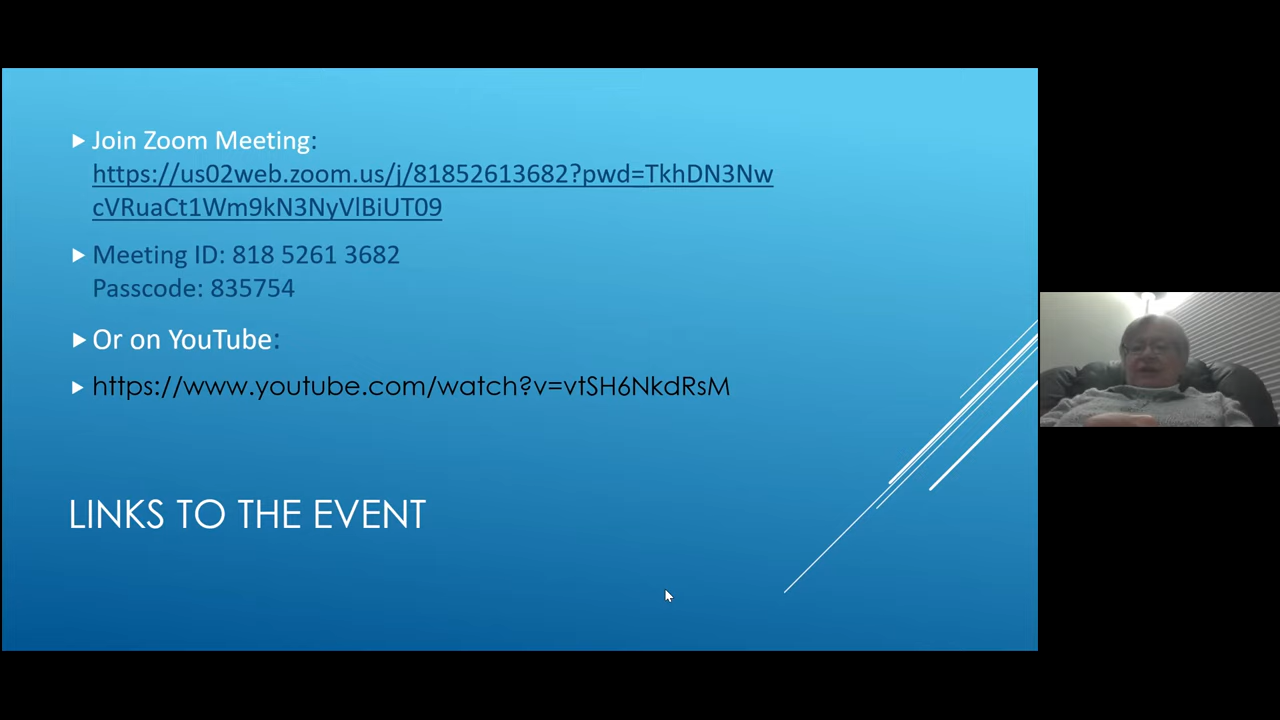 Join Zoom Meeting:
https://us02web.zoom.us/j/81852613682?pwd=TkhDN3Nw
cVRuaCt1Wm9kN3NyVlBiUT09
Meeting ID: 818 5261 3682
Passcode: 835754
Or on YouTube:
https://www.youtube.com/watch?v=vtSH6NkdRsM
LINKS TO THE EVENT